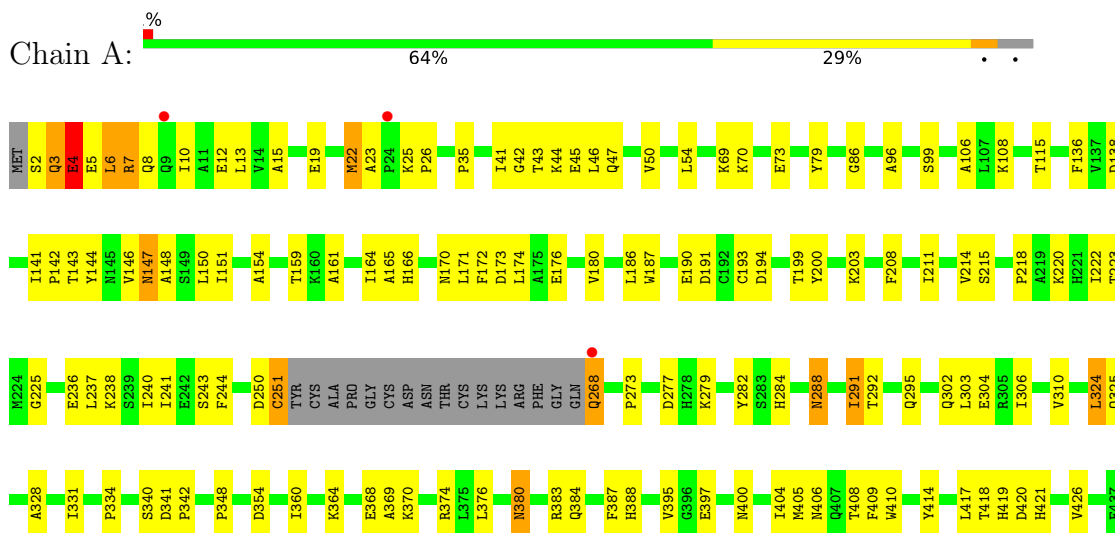 %
Chain A:
64% 29% • •
MET S2 Q3 E4 E5 L6 R7 Q8 Q9 I10 A11 E12 L13 V14 A15 E19 M22 A23 P24 K25 P26 P35 I41 G42 T43 K44 E45 L46 Q47 V50 L54 K69 K70 E73 Y79 G86 A96 S99 A106 L107 K108 T115 F136 V137 D138
I141 P142 T143 Y144 N145 V146 N147 A148 S149 L150 I151 A154 T159 K160 A161 I164 A165 H166 N170 L171 F172 D173 L174 A175 E176 V180 L186 W187 E190 D191 C192 C193 D194 T199 Y200 K203 F208 I211 V214 S215 P218 A219 K220 H221 I222 T223
M224 G225 E236 L237 K238 S239 I240 I241 E242 S243 F244 D250 C251 TYR CYS ALA PRO GLY CYS ASP ASN THR CYS LYS LYS ARG PHE GLY GLN Q268 P273 D277 H278 K279 Y282 S283 H284 N288 I291 T292 Q295 Q302 L303 E304 R305 I306 V310 L324
A328 I331 P334 S340 D341 P342 P348 D354 I360 K364 E368 A369 K370 R374 L375 L376 N380 R383 Q384 F387 H388 V395 G396 E397 N400 I404 M405 N406 Q407 T408 F409 W410 Y414 L417 T418 H419 D420 H421 V426